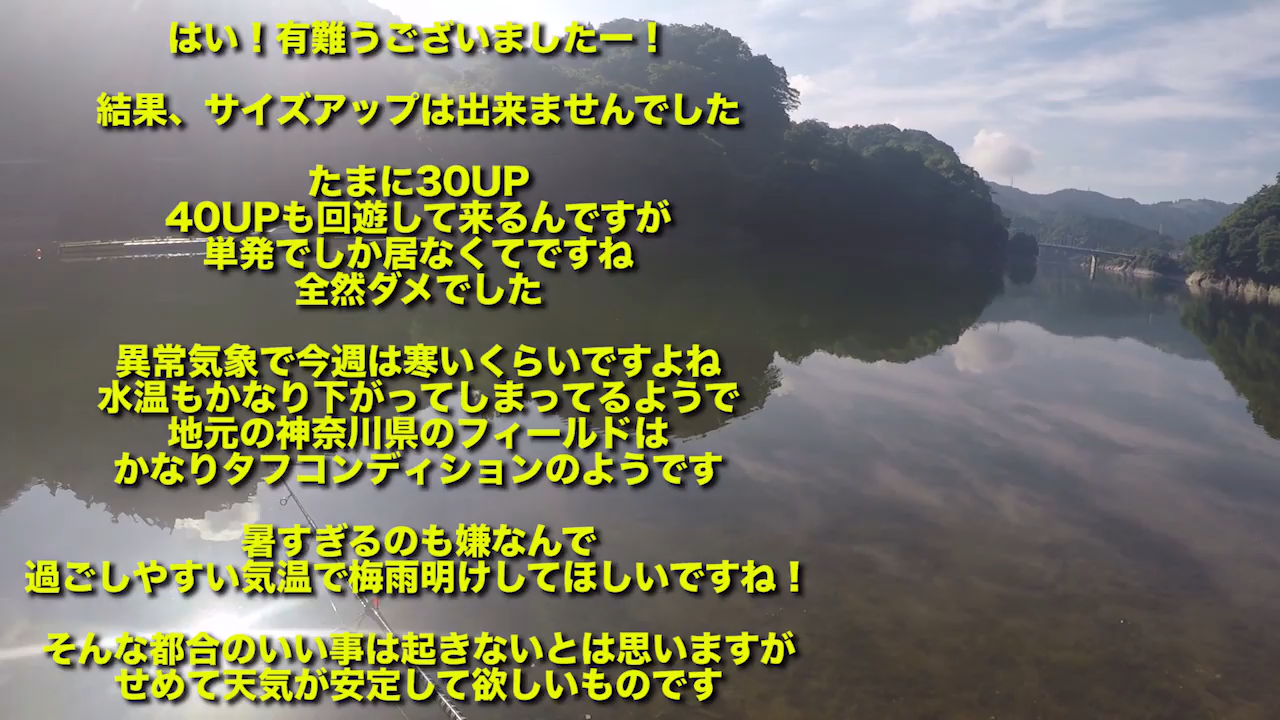 はい！有難うございましたー！
結果、サイズアップは出来ませんでした
たまに30UP
40UPも回遊して来るんですが
単発でしか居なくてですね
全然ダメでした
異常気象で今週は寒いくらいですよね
水温もかなり下がってしまってるようで
地元の神奈川県のフィールドは
かなりタフコンディションのようです
暑すぎるのも嫌なんで
過ごしやすい気温で梅雨明けしてほしいですね！
そんな都合のいい事は起きないとは思いますが
せめて天気が安定して欲しいものです